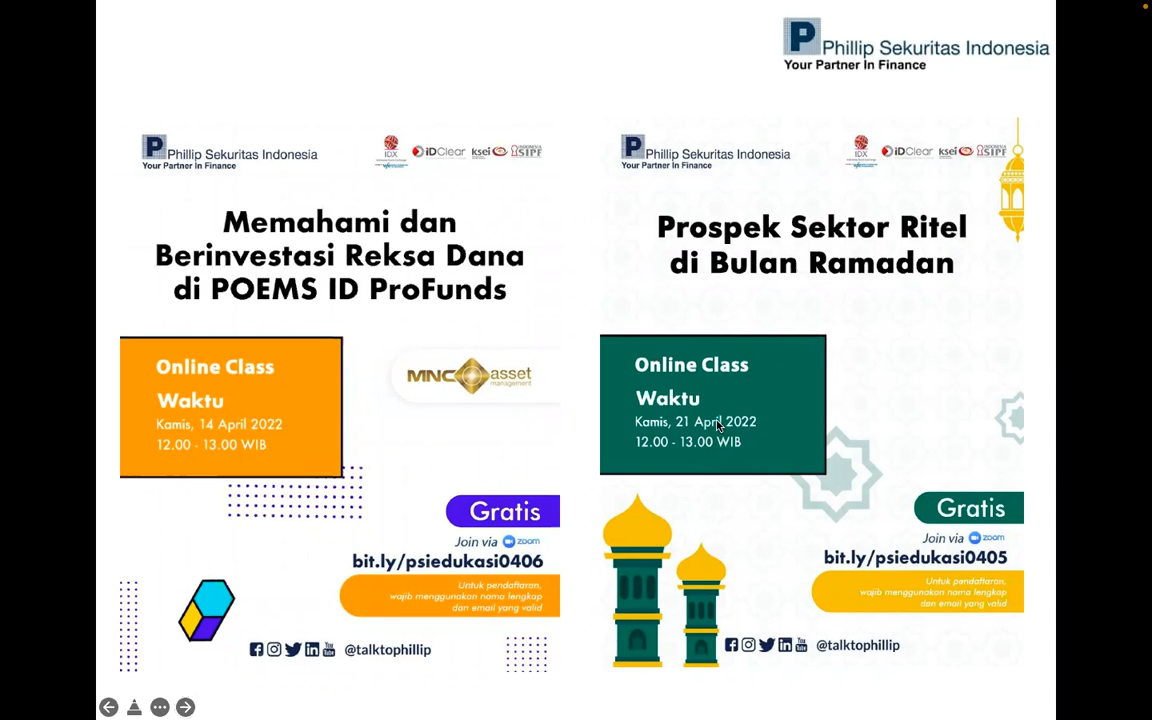 Phillip Sekuritas Indonesia
Your Partner In Finance
Phillip Sekuritas Indonesia
Your Partner In Finance
IDX
iDClear
ksei
SIPF
Memahami dan
Berinvestasi Reksa Dana
di POEMS ID ProFunds
Online Class
Waktu
Kamis, 14 April 2022
12.00 - 13.00 WIB
MNC asset
management
Gratis
Join via zoom
bit.ly/psiedukasi0406
Untuk pendaftaran,
wajib menggunakan nama lengkap
dan email yang valid
@talktophillip
Phillip Sekuritas Indonesia
Your Partner In Finance
IDX
iDClear
ksei
SIPF
Prospek Sektor Ritel
di Bulan Ramadan
Online Class
Waktu
Kamis, 21 April 2022
12.00 - 13.00 WIB
Gratis
Join via zoom
bit.ly/psiedukasi0405
Untuk pendaftaran,
wajib menggunakan nama lengkap
dan email yang valid
@talktophillip